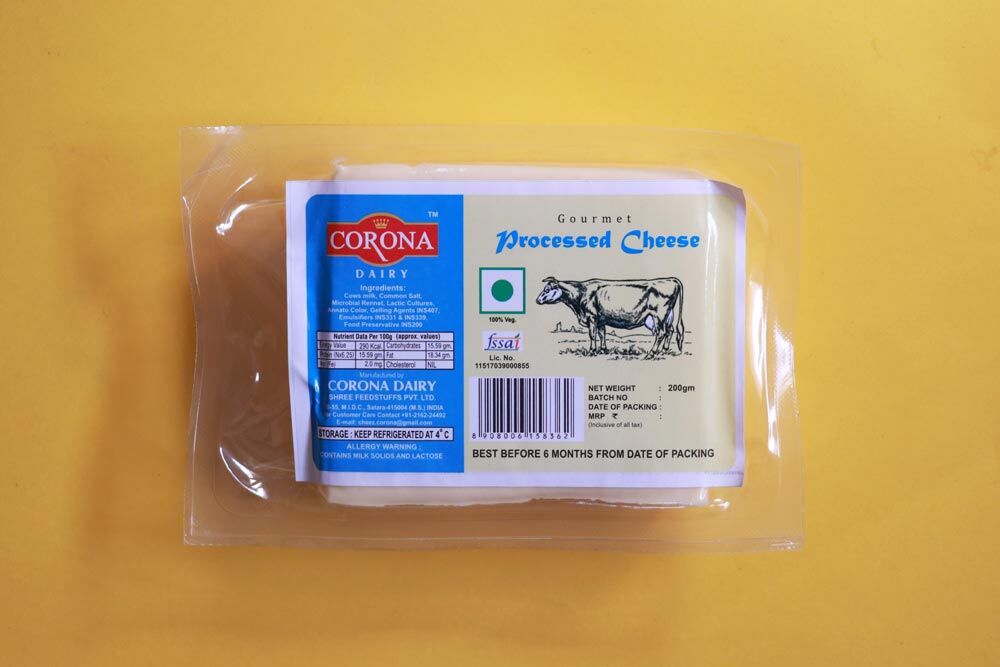 TM
CORONA
DAIRY
Ingredients:
Cows milk, Common Salt,
Microbial Rennet, Lactic Cultures,
Annato Color, Gelling Agents INS407,
Emulsifiers INS331 & INS339,
Food Preservative INS200
Nutrient Data Per 100g (approx. values)
Value 290 Kcal. Carbohydrates 15.59 gm.
(Nx6.25) 15.59 gm. Fat 18.34 gm.
(Fe) 2.0 mg. Cholesterol NIL
Manufactured by
CORONA DAIRY
SHREE FEEDSTUFFS PVT. LTD.
B-55, M.I.D.C., Satara-415004 (M.S.) INDIA
Customer Care Contact +91-2162-24492
E-mail: cheez.corona@gmail.com
STORAGE : KEEP REFRIGERATED AT 4° C
ALLERGY WARNING :
CONTAINS MILK SOLIDS AND LACTOSE
Gourmet
Processed Cheese
100% Veg.
fssai
Lic. No.
11517039000855
8 908006 158362
NET WEIGHT : 200gm
BATCH NO :
DATE OF PACKING :
MRP ₹ :
(Inclusive of all tax)
BEST BEFORE 6 MONTHS FROM DATE OF PACKING